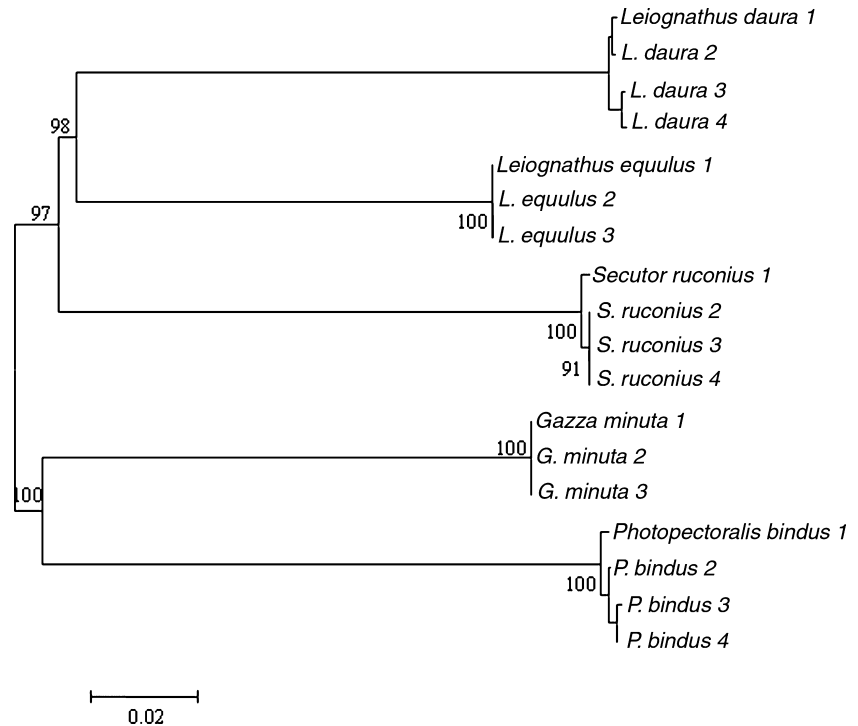 Leiognathus daura 1
L. daura 2
L. daura 3
L. daura 4
98
Leiognathus equulus 1
L. equulus 2
100
L. equulus 3
97
Secutor ruconius 1
S. ruconius 2
100
S. ruconius 3
91
S. ruconius 4
Gazza minuta 1
100
G. minuta 2
G. minuta 3
100
Photopectoralis bindus 1
P. bindus 2
100
P. bindus 3
P. bindus 4
0.02